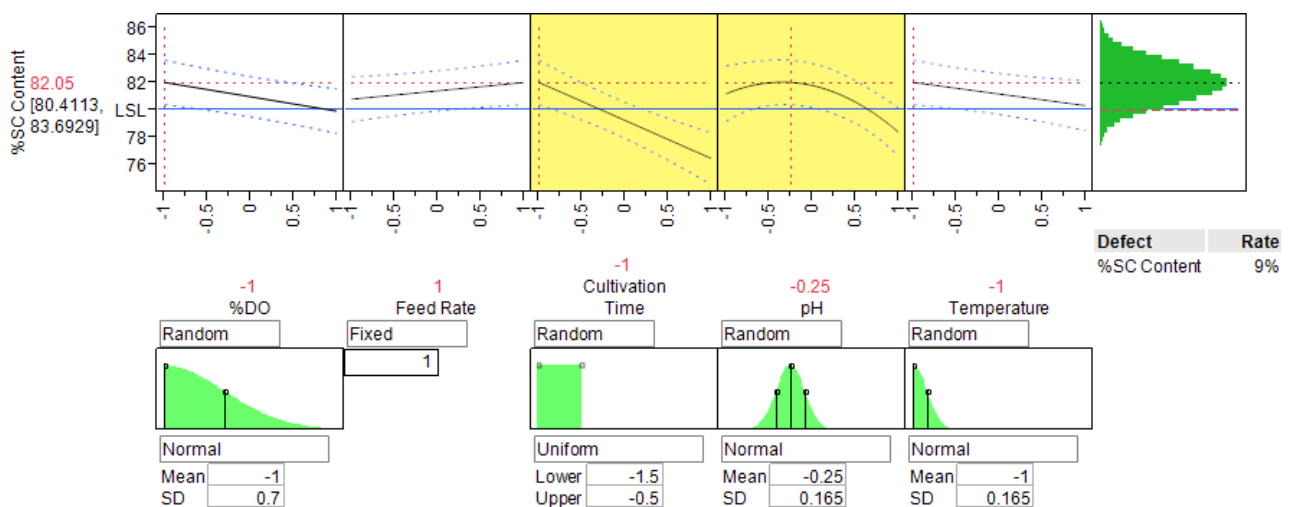 %SC Content
82.05
[80.4113,
83.6929]
86
84
82
LSL
78
76
-1 -0.5 0 0.5 1 -1 -0.5 0 0.5 1 -1 -0.5 0 0.5 1 -1 -0.5 0 0.5 1 -1 -0.5 0 0.5 1
Defect Rate
%SC Content 9%
-1
%DO
1
Feed Rate
-1
Cultivation
Time
-0.25
pH
-1
Temperature
Random Fixed Random Random Random
1
Normal Uniform Normal Normal
Mean -1 Lower -1.5 Mean -0.25 Mean -1
SD 0.7 Upper -0.5 SD 0.165 SD 0.165